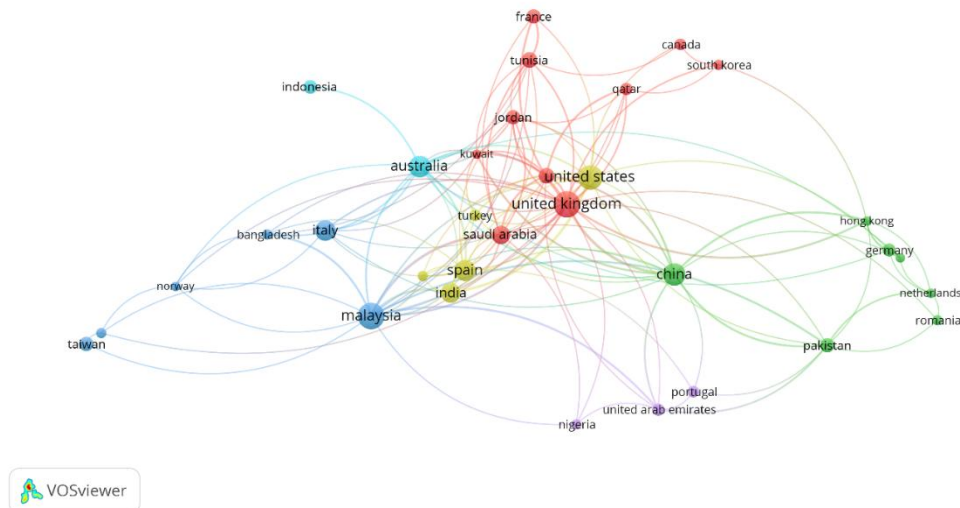 france
canada
tunisia
south korea
indonesia
qatar
jordan
kuwait
australia
united states
united kingdom
turkey
hong kong
bangladesh
italy
saudi arabia
germany
spain
china
norway
india
netherlands
malaysia
romania
taiwan
pakistan
portugal
united arab emirates
nigeria
VOSviewer